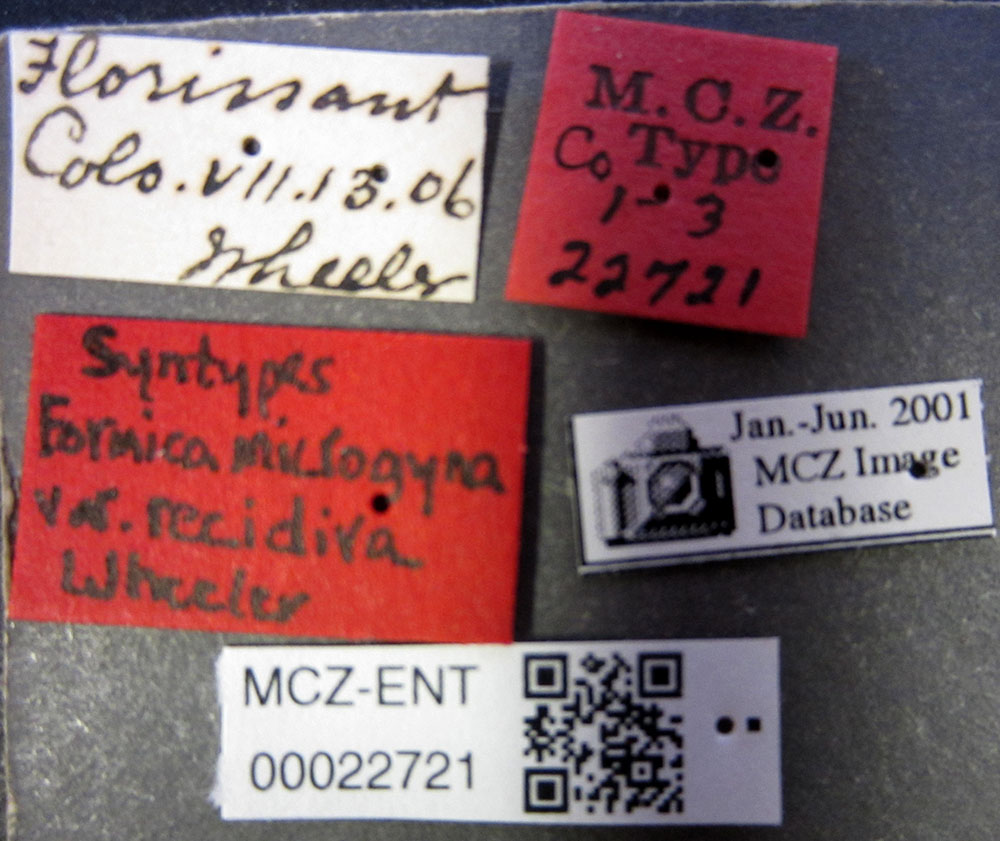 Florissant
Colo. VII.13.06
Wheeler
M.C.Z.
Co Type
1-3
22721
Syntypes
Formica microgyna
var. recidiva
Wheeler
Jan.-Jun. 2001
MCZ Image
Database
MCZ-ENT
00022721